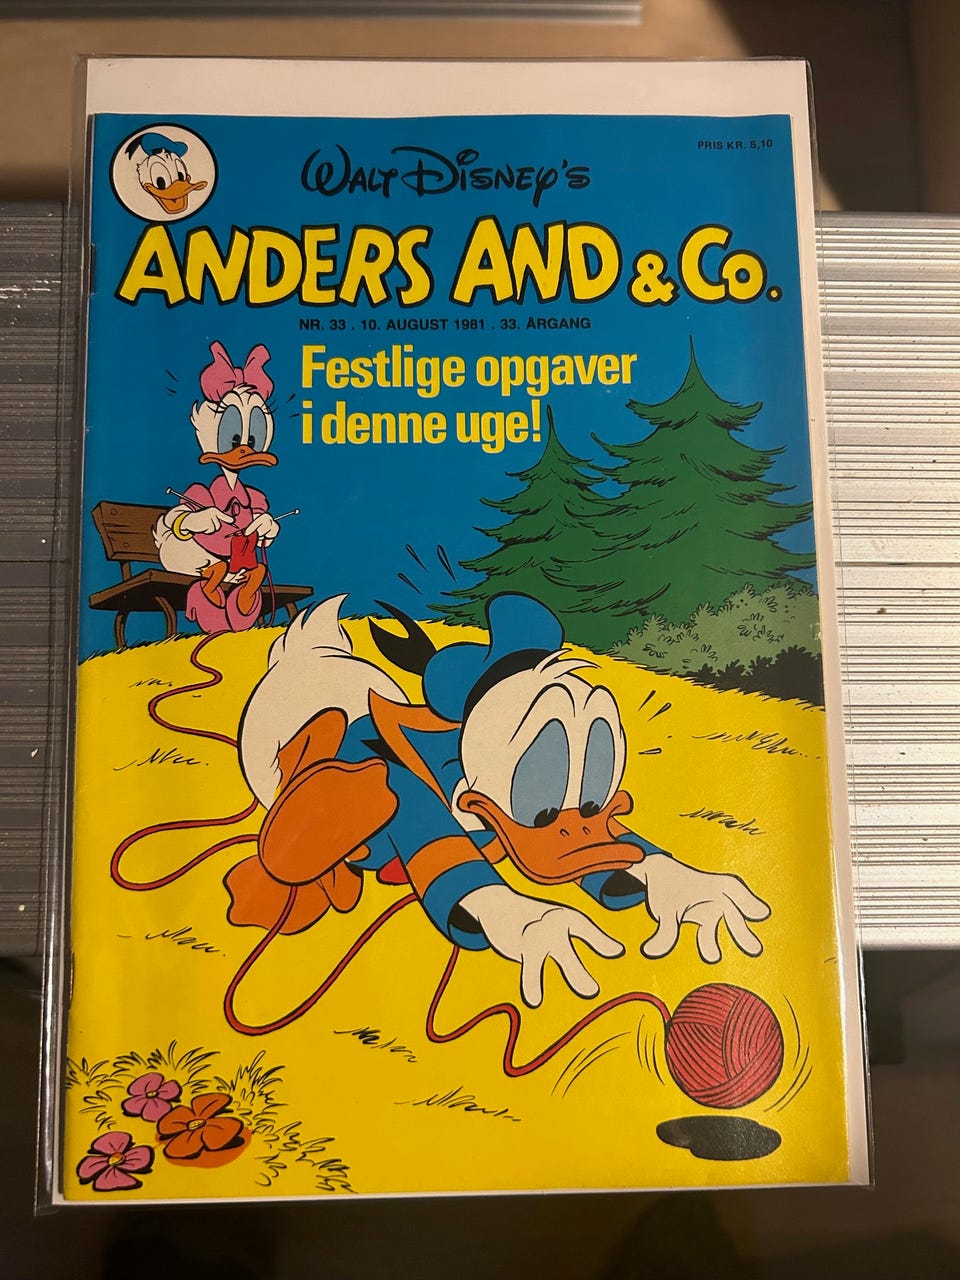 PRIS KR. 5,10
WALT DISNEY'S
ANDERS AND & CO.
NR. 33 . 10. AUGUST 1981 . 33. ÅRGANG
Festlige opgaver
i denne uge!